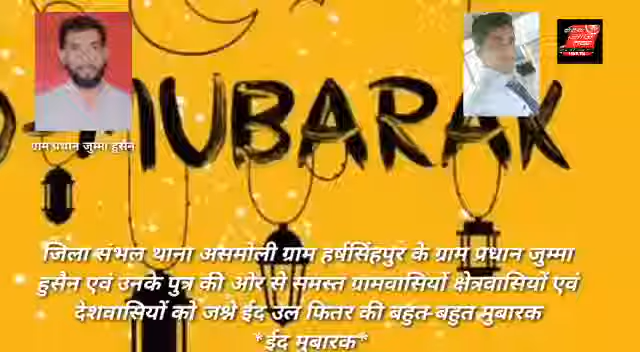 MUBARAK
ग्राम प्रधान जुम्मा हुसैन
जिला संभल थाना असमोली ग्राम हर्षसिंहपुर के ग्राम प्रधान जुम्मा
हुसैन एवं उनके पुत्र की ओर से समस्त ग्रामवासियों क्षेत्रवासियों एवं
देशवासियों को जश्ने ईद उल फितर की बहुत-बहुत मुबारक
*ईद मुबारक*